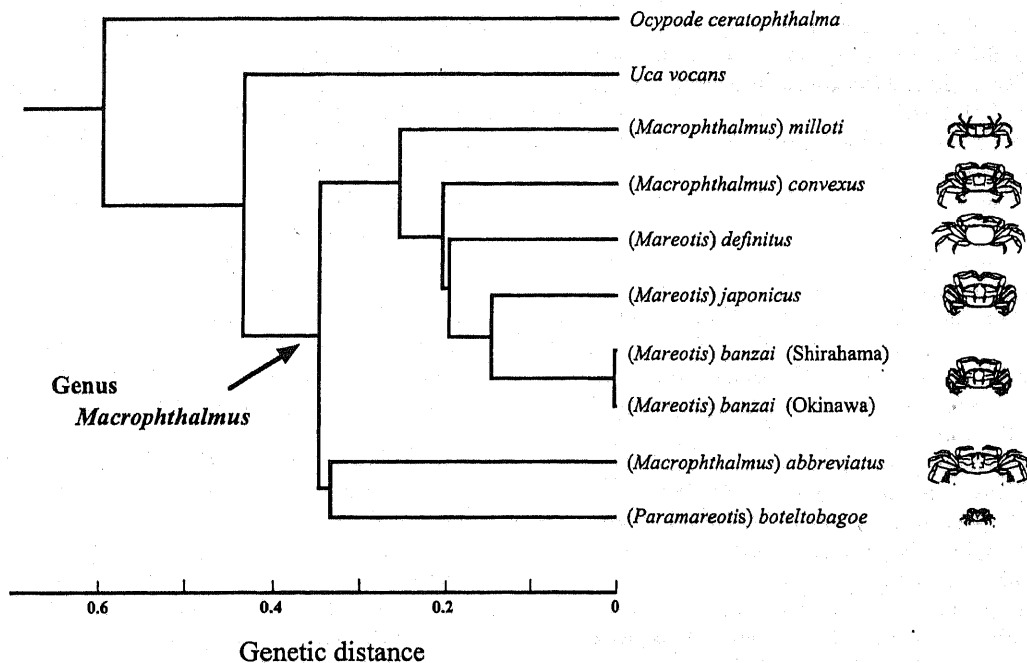 Ocypode ceratophthalma
Uca vocans
(Macrophthalmus) milloti
(Macrophthalmus) convexus
(Mareotis) definitus
(Mareotis) japonicus
(Mareotis) banzai (Shirahama)
(Mareotis) banzai (Okinawa)
(Macrophthalmus) abbreviatus
(Paramareotis) boteltobagoe
Genus
Macrophthalmus
0.6 0.4 0.2 0
Genetic distance